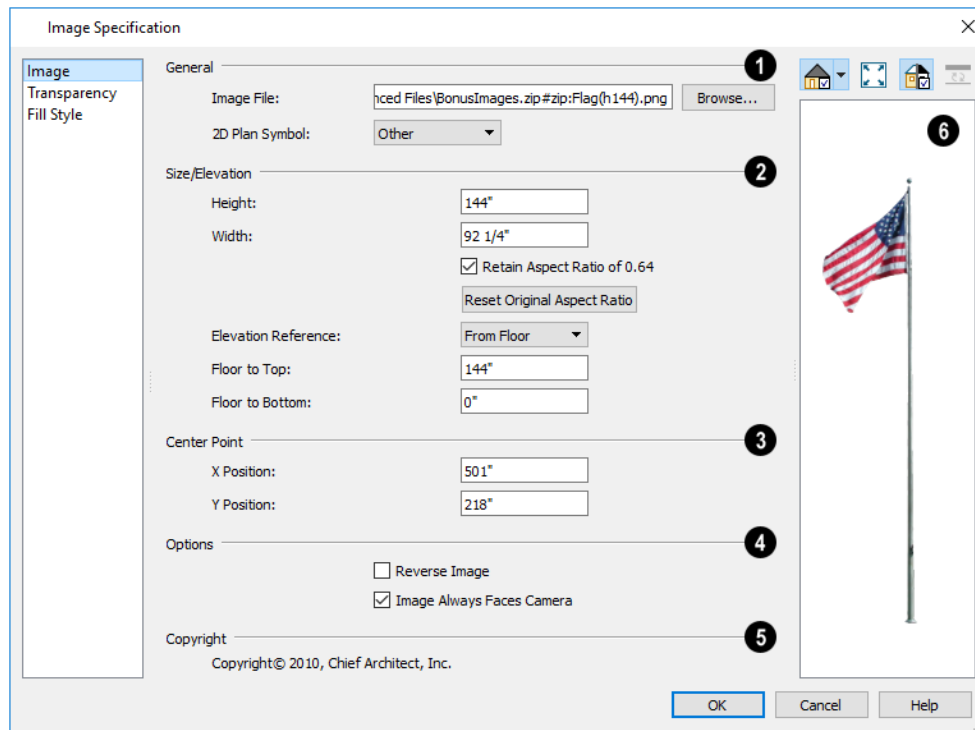 Image Specification
Image
Transparency
Fill Style
General
1
Image File: nced Files\BonusImages.zip#zip:Flag(h144).png Browse...
2D Plan Symbol: Other
Size/Elevation
2
Height: 144"
Width: 92 1/4"
Retain Aspect Ratio of 0.64
Reset Original Aspect Ratio
Elevation Reference: From Floor
Floor to Top: 144"
Floor to Bottom: 0"
Center Point
3
X Position: 501"
Y Position: 218"
Options
4
Reverse Image
Image Always Faces Camera
Copyright
5
Copyright© 2010, Chief Architect, Inc.
6
OK Cancel Help